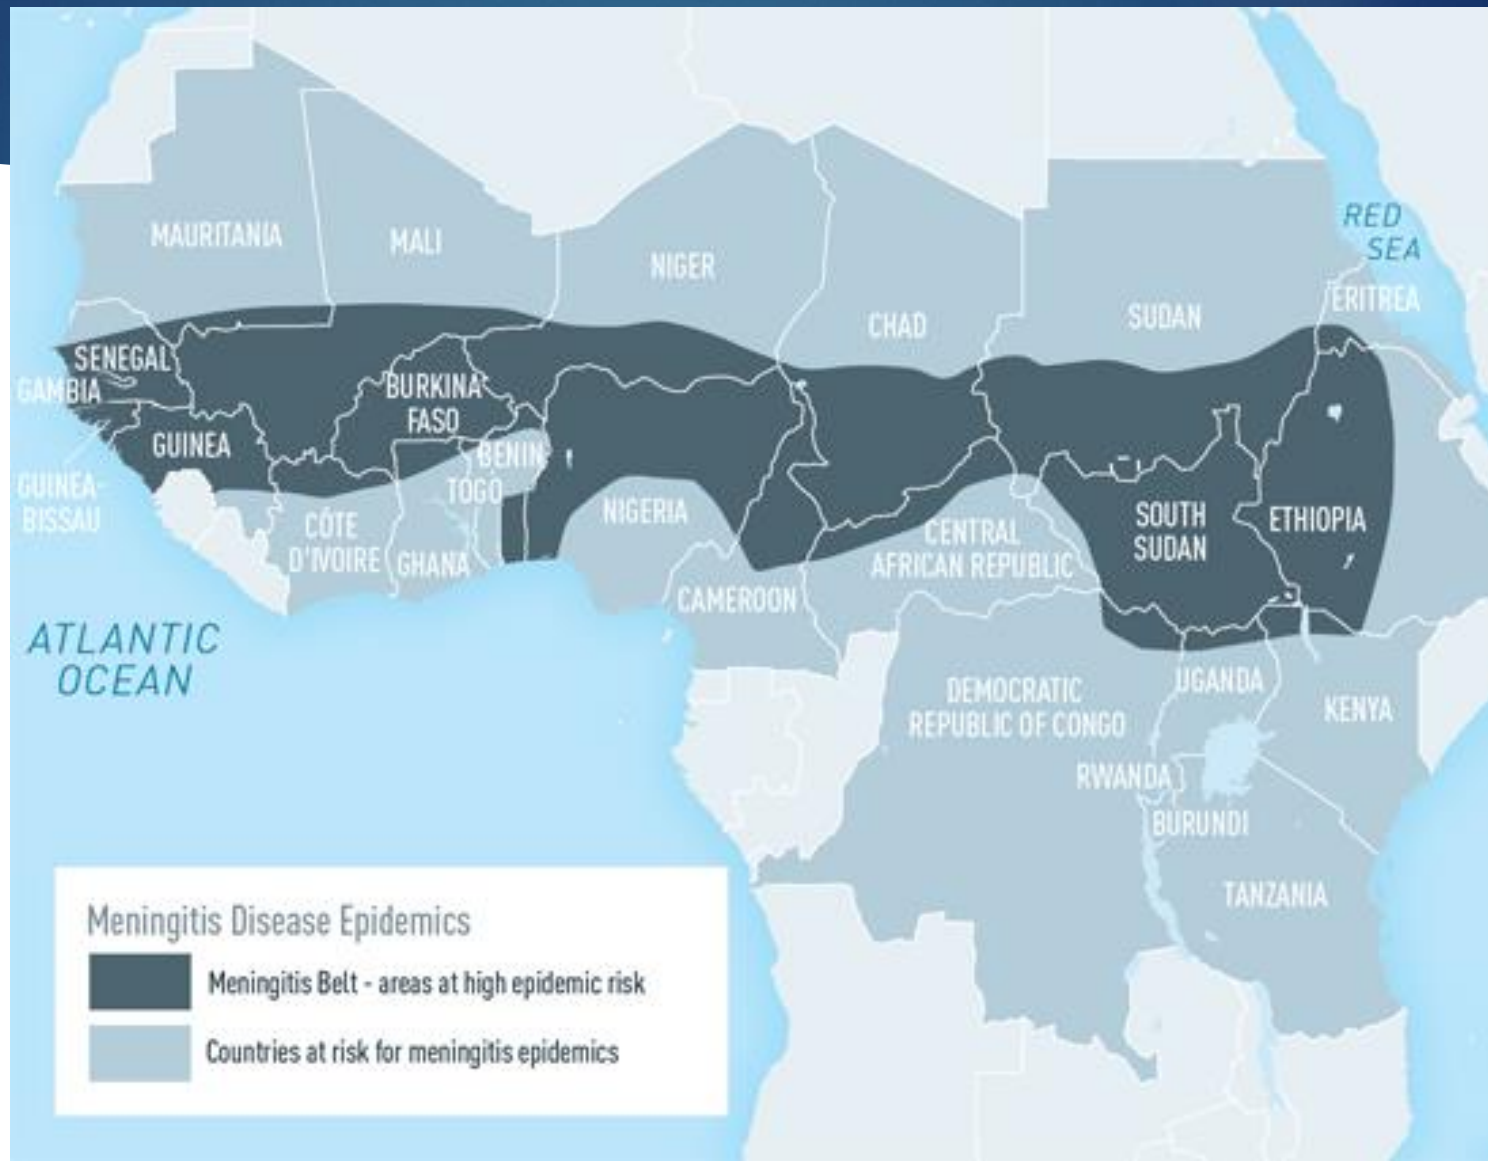 MAURITANIA
MALI
NIGER
CHAD
SUDAN
RED
SEA
ERITREA
SENEGAL
GAMBIA
BURKINA
FASO
GUINEA
BENIN
TOGO
GUINEA-
BISSAU
CÔTE
D'IVOIRE
GHANA
NIGERIA
CAMEROON
CENTRAL
AFRICAN REPUBLIC
SOUTH
SUDAN
ETHIOPIA
ATLANTIC
OCEAN
DEMOCRATIC
REPUBLIC OF CONGO
UGANDA
KENYA
RWANDA
BURUNDI
TANZANIA
Meningitis Disease Epidemics
Meningitis Belt - areas at high epidemic risk
Countries at risk for meningitis epidemics